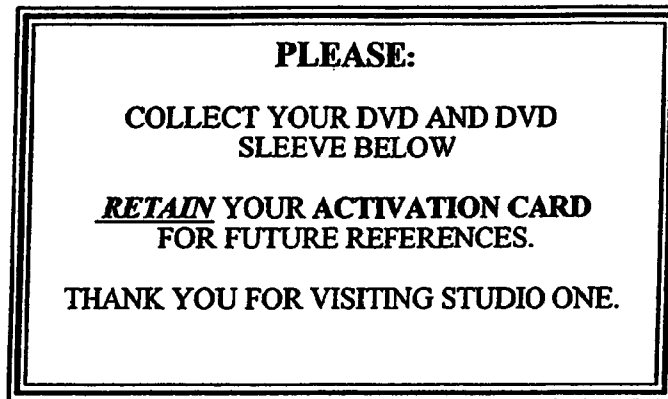 PLEASE:
COLLECT YOUR DVD AND DVD
SLEEVE BELOW
RETAIN YOUR ACTIVATION CARD
FOR FUTURE REFERENCES.
THANK YOU FOR VISITING STUDIO ONE.